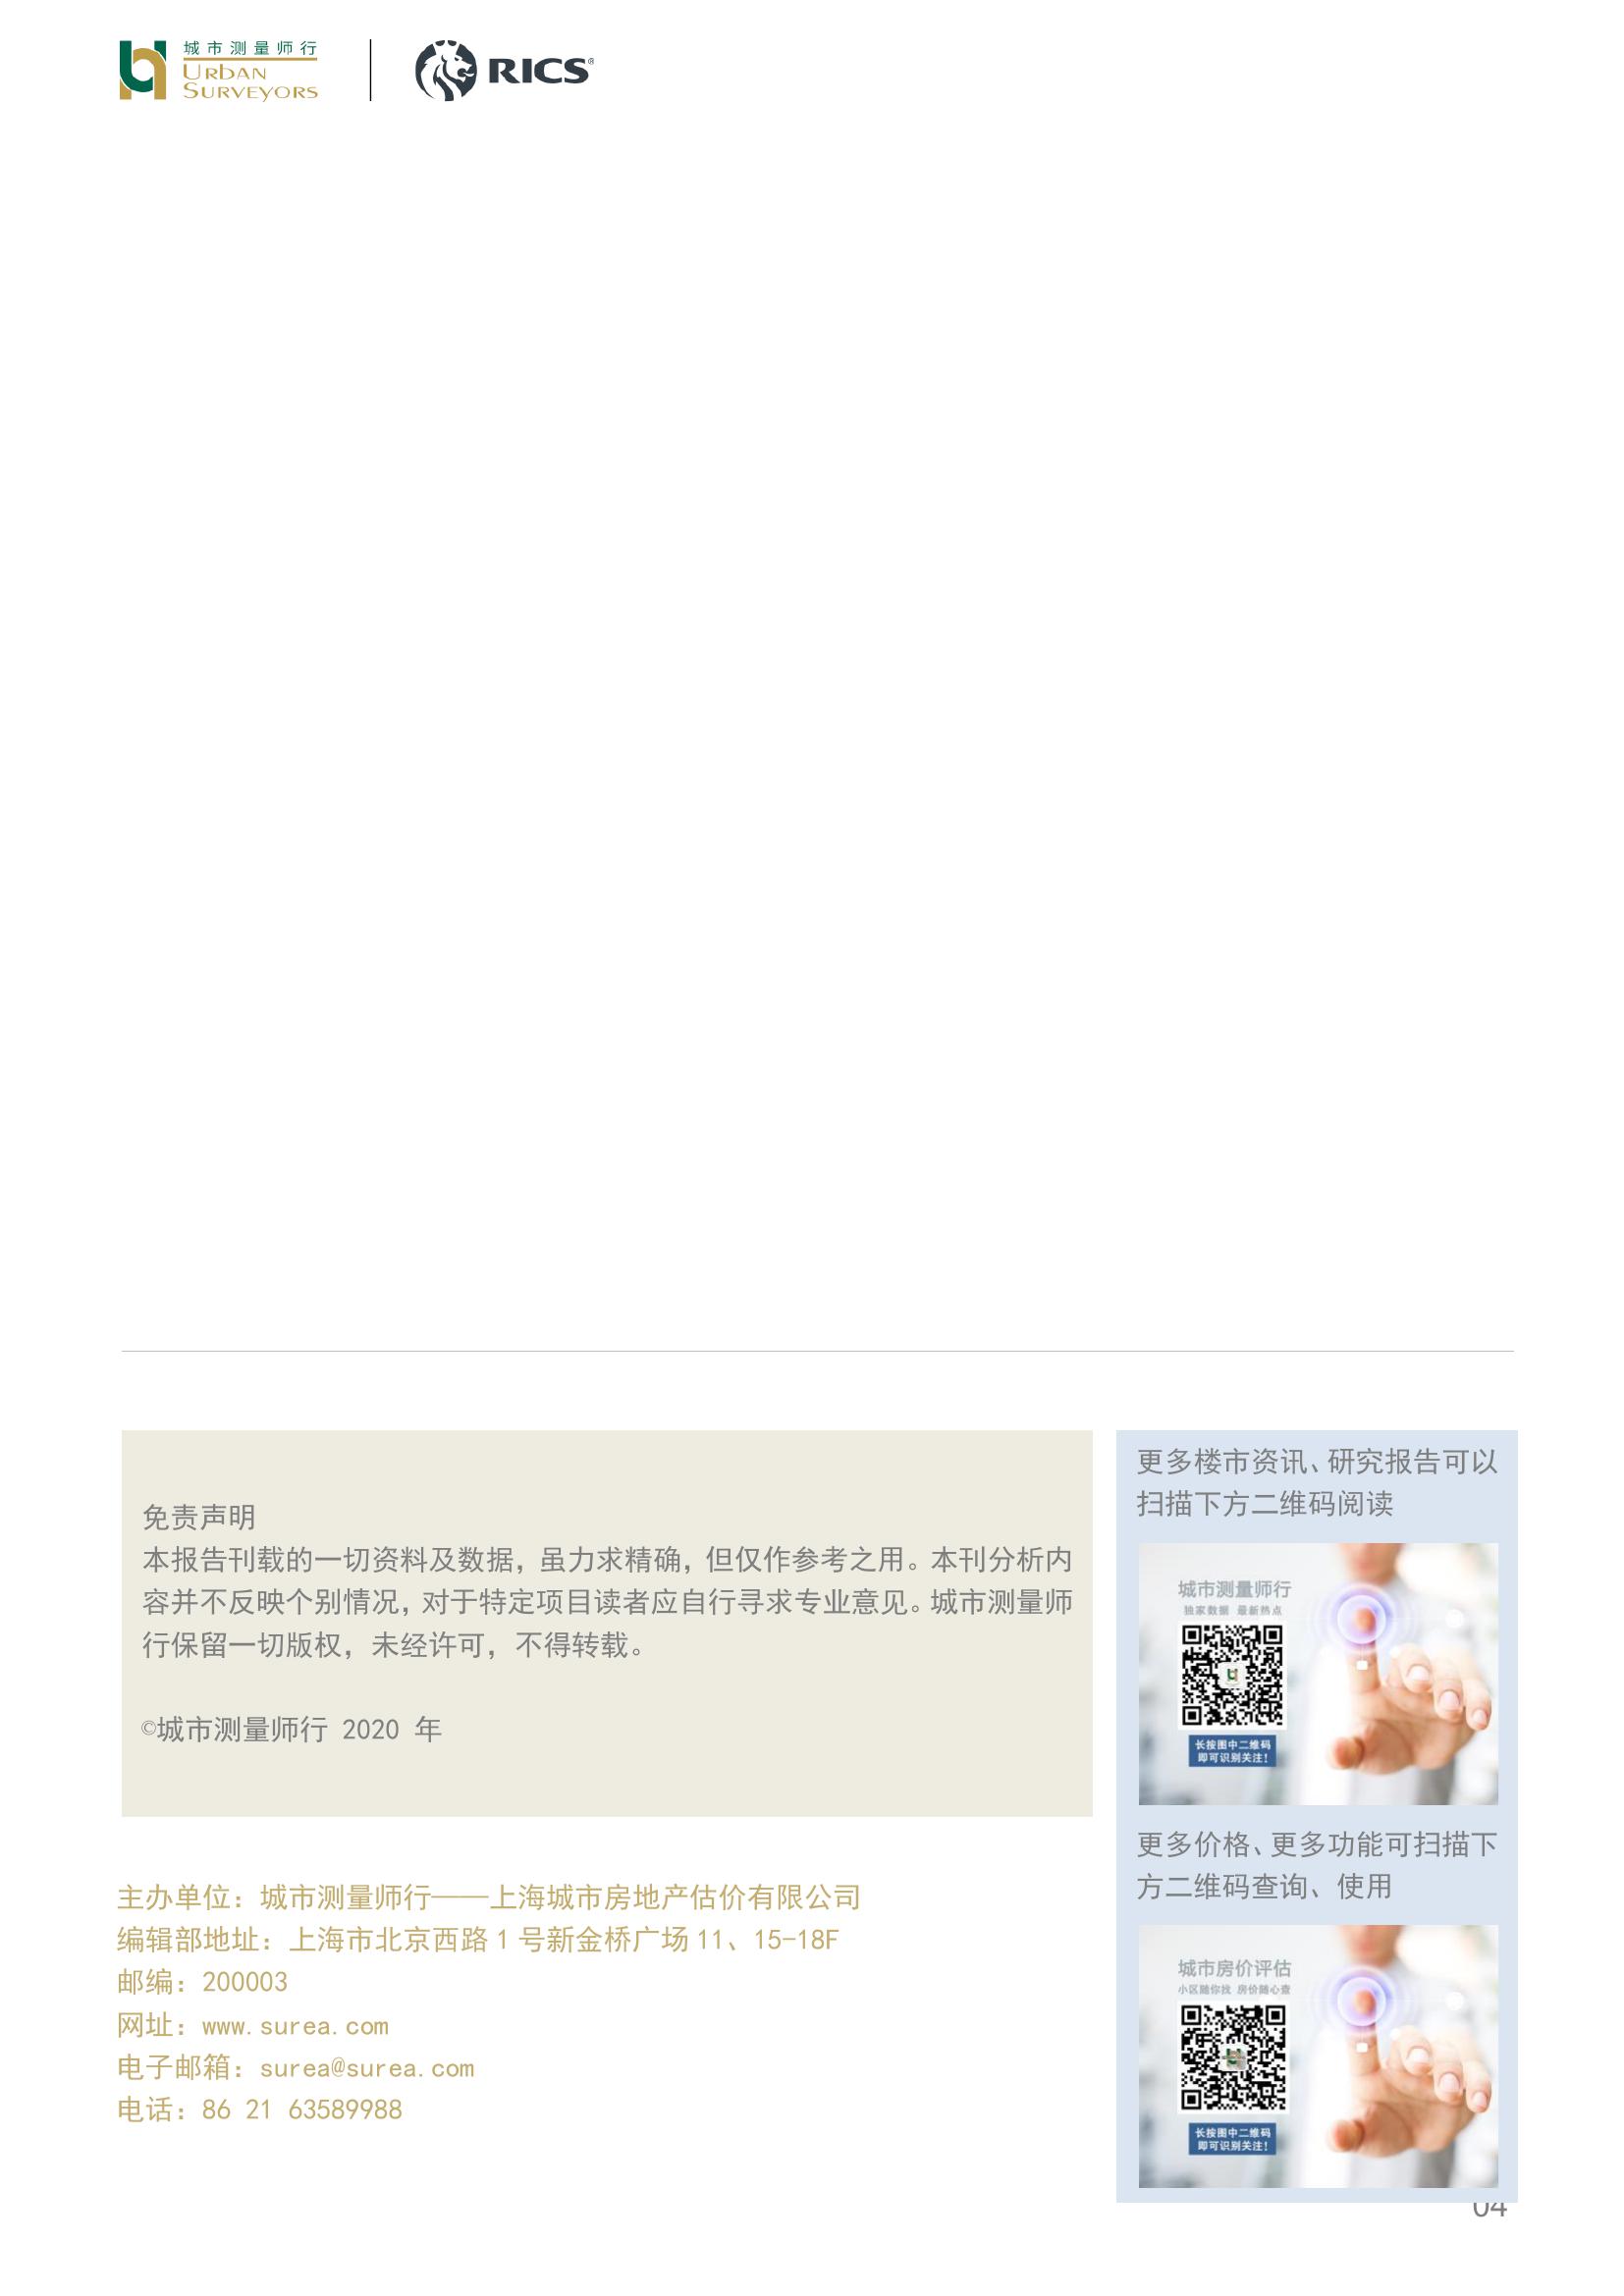 城市测量师行
URBAN
SURVEYORS
RICS®
免责声明
本报告刊载的一切资料及数据，虽力求精确，但仅作参考之用。本刊分析内
容并不反映个别情况，对于特定项目读者应自行寻求专业意见。城市测量师
行保留一切版权，未经许可，不得转载。
©城市测量师行 2020 年
主办单位：城市测量师行——上海城市房地产估价有限公司
编辑部地址：上海市北京西路 1 号新金桥广场 11、15-18F
邮编：200003
网址：www.surea.com
电子邮箱：surea@surea.com
电话：86 21 63589988
更多楼市资讯、研究报告可以
扫描下方二维码阅读
城市测量师行
独家数据 最新热点
长按图中二维码
即可识别关注！
更多价格、更多功能可扫描下
方二维码查询、使用
城市房价评估
小区随你找 房价随心查
长按图中二维码
即可识别关注！
04